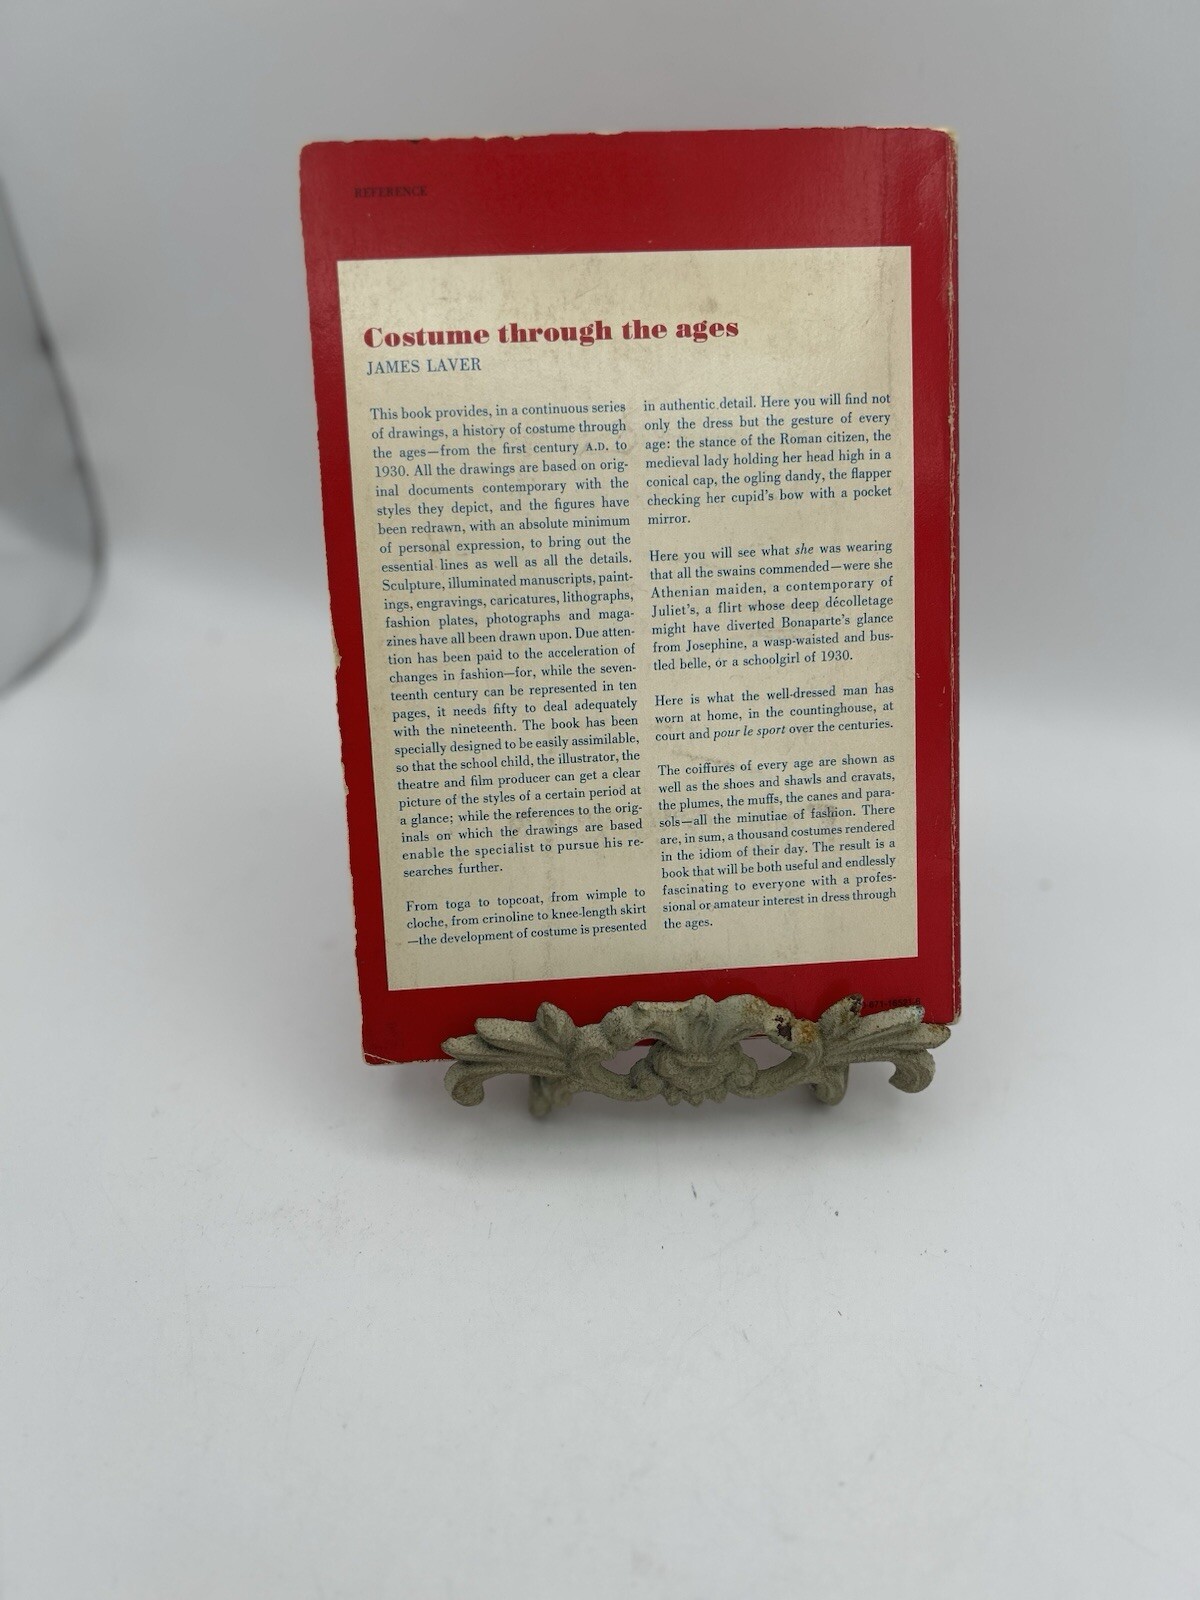 REFERENCE
Costume through the ages
JAMES LAVER
This book provides, in a continuous series
of drawings, a history of costume through
the ages—from the first century A.D. to
1930. All the drawings are based on orig-
inal documents contemporary with the
styles they depict, and the figures have
been redrawn, with an absolute minimum
of personal expression, to bring out the
essential lines as well as all the details.
Sculpture, illuminated manuscripts, paint-
ings, engravings, caricatures, lithographs,
fashion plates, photographs and maga-
zines have all been drawn upon. Due atten-
tion has been paid to the acceleration of
changes in fashion—for, while the seven-
teenth century can be represented in ten
pages, it needs fifty to deal adequately
with the nineteenth. The book has been
specially designed to be easily assimilable,
so that the school child, the illustrator, the
theatre and film producer can get a clear
picture of the styles of a certain period at
a glance; while the references to the orig-
inals on which the drawings are based
enable the specialist to pursue his re-
searches further.
From toga to topcoat, from wimple to
cloche, from crinoline to knee-length skirt
—the development of costume is presented
in authentic detail. Here you will find not
only the dress but the gesture of every
age: the stance of the Roman citizen, the
medieval lady holding her head high in a
conical cap, the ogling dandy, the flapper
checking her cupid's bow with a pocket
mirror.
Here you will see what she was wearing
that all the swains commended—were she
Athenian maiden, a contemporary of
Juliet's, a flirt whose deep décolletage
might have diverted Bonaparte's glance
from Josephine, a wasp-waisted and bus-
tled belle, or a schoolgirl of 1930.
Here is what the well-dressed man has
worn at home, in the countinghouse, at
court and pour le sport over the centuries.
The coiffures of every age are shown as
well as the shoes and shawls and cravats,
the plumes, the muffs, the canes and para-
sols—all the minutiae of fashion. There
are, in sum, a thousand costumes rendered
in the idiom of their day. The result is a
book that will be both useful and endlessly
fascinating to everyone with a profes-
sional or amateur interest in dress through
the ages.